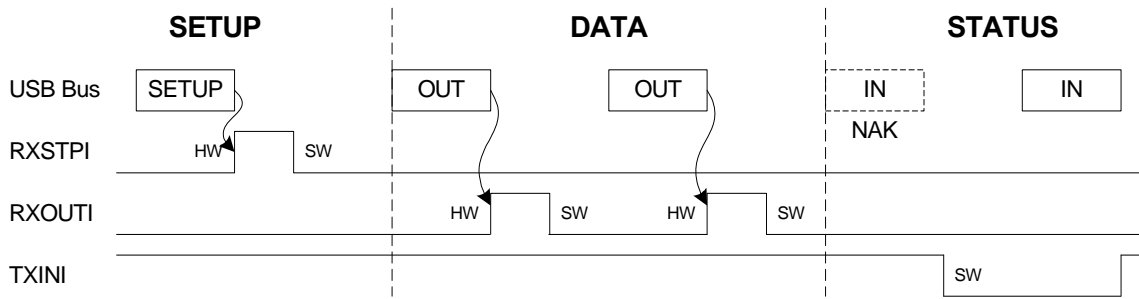 SETUP DATA STATUS
USB Bus SETUP OUT OUT IN IN
NAK
RXSTPI HW SW
RXOUTI HW SW HW SW
TXINI SW